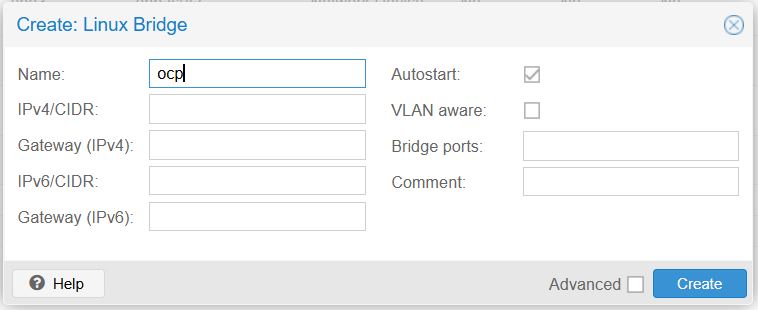 Create: Linux Bridge
Name: ocp
Autostart:
IPv4/CIDR:
VLAN aware:
Gateway (IPv4):
Bridge ports:
IPv6/CIDR:
Comment:
Gateway (IPv6):
Help
Advanced
Create